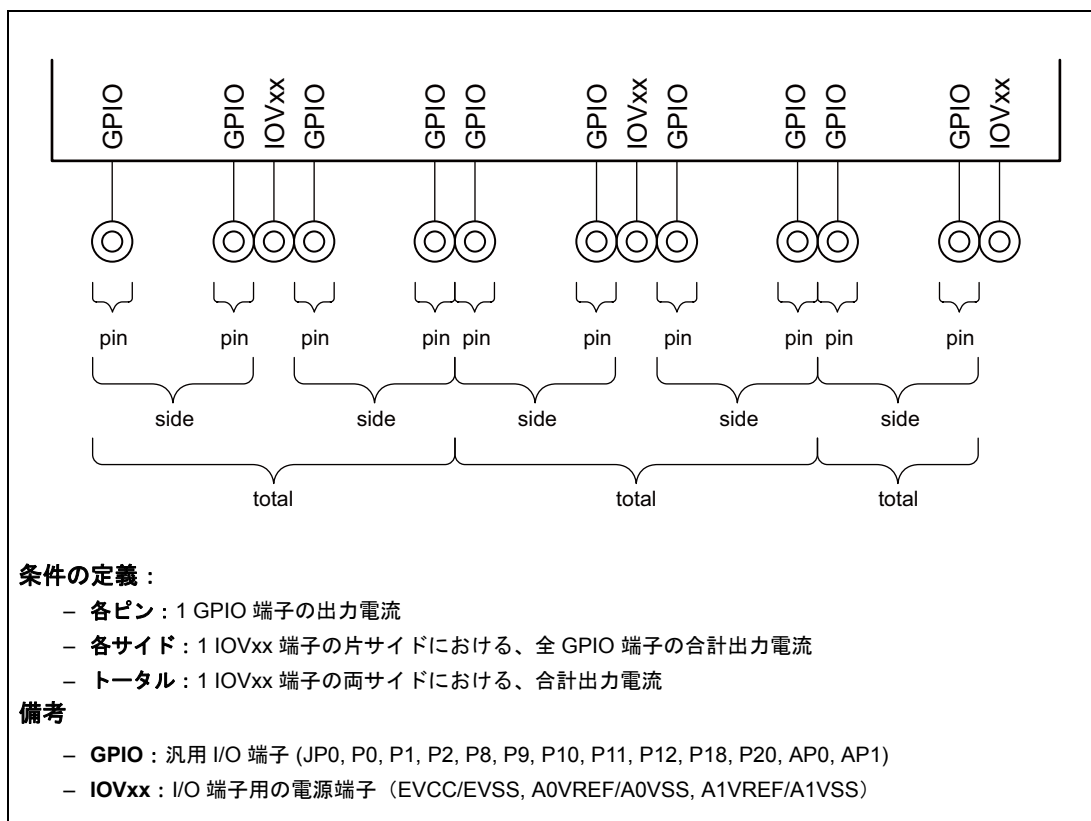 GPIO GPIO IOVxx GPIO GPIO GPIO GPIO IOVxx GPIO GPIO GPIO GPIO IOVxx
pin pin pin pin pin pin pin pin pin pin
side side side side side
total total total
条件の定義：
– 各ピン：1 GPIO 端子の出力電流
– 各サイド：1 IOVxx 端子の片サイドにおける、全 GPIO 端子の合計出力電流
– トータル：1 IOVxx 端子の両サイドにおける、合計出力電流
備考
– GPIO：汎用 I/O 端子 (JP0, P0, P1, P2, P8, P9, P10, P11, P12, P18, P20, AP0, AP1)
– IOVxx：I/O 端子用の電源端子（EVCC/EVSS, A0VREF/A0VSS, A1VREF/A1VSS）